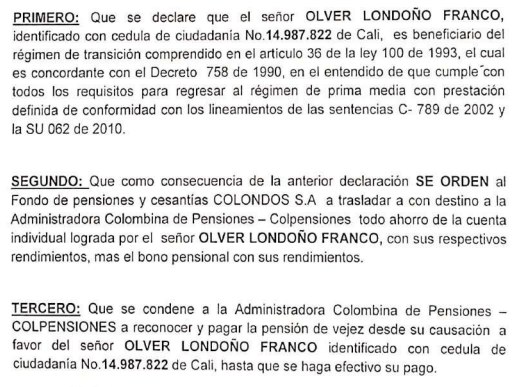 PRIMERO: Que se declare que el señor OLVER LONDOÑO FRANCO,
identificado con cedula de ciudadanía No.14.987.822 de Cali, es beneficiario del
régimen de transición comprendido en el articulo 36 de la ley 100 de 1993, el cual
es concordante con el Decreto 758 de 1990, en el entendido de que cumple con
todos los requisitos para regresar al régimen de prima media con prestación
definida de conformidad con los lineamientos de las sentencias C- 789 de 2002 y
la SU 062 de 2010.
SEGUNDO: Que como consecuencia de la anterior declaración SE ORDEN al
Fondo de pensiones y cesantías COLONDOS S.A a trasladar a con destino a la
Administradora Colombina de Pensiones – Colpensiones todo ahorro de la cuenta
individual lograda por el señor OLVER LONDOÑO FRANCO, con sus respectivos
rendimientos, mas el bono pensional con sus rendimientos.
TERCERO: Que se condene a la Administradora Colombina de Pensiones –
COLPENSIONES a reconocer y pagar la pensión de vejez desde su causación a
favor del señor OLVER LONDOÑO FRANCO identificado con cedula de
ciudadanía No.14.987.822 de Cali, hasta que se haga efectivo su pago.